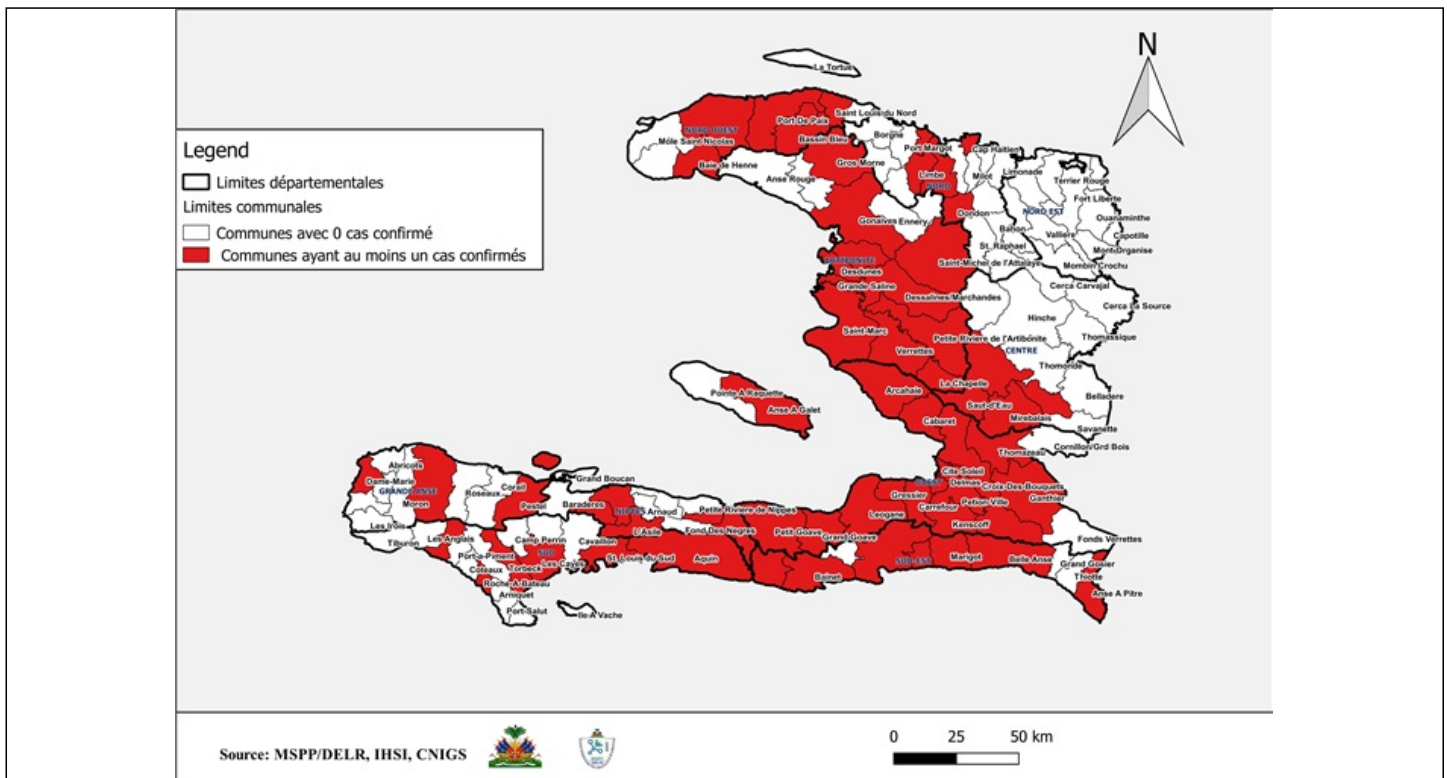 N
La Tortue
Saint Louis du Nord
Port De Paix
NORD OUEST
Môle Saint Nicolas
Bassin Bleu
Borgne
Port Margot
Cap Haïtien
Baie de Henne
Gros Morne
Limbe
Milot
Limonade
Terrier Rouge
Anse Rouge
NORD
Fort Liberte
NORD EST
Ouanaminthe
Gonaives
Ennery
Dondon
Bahon
Valliere
Capotille
St. Raphael
Mont-Organise
Saint-Michel de l'Attalaye
Mombin Crochu
ARTIBONITE
Desdunes
Grande Saline
Cerca Carvajal
Dessalines/Marchandes
Cerca La Source
Hinche
Saint-Marc
Petite Riviere de l'Artibonite
Thomassique
Verrettes
CENTRE
Thomonde
La Chapelle
Arcahaie
Belladere
Pointe A Raquette
Saut-d'Eau
Anse A Galet
Cabaret
Mirebalais
Savanette
Cornillon/Grd Bois
Thomazeau
Abricots
Cite Soleil
Dame-Marie
Grand Boucan
OUEST
Delmas
Croix-Des-Bouquets
GRANDE ANSE
Roseaux
Corail
Gressier
Ganthier
Moron
Pestel
Baraderes
Petite Riviere de Nippes
Leogane
Carrefour
Petion Ville
NIPPES
Arnaud
Les Irois
L'Asile
Fond Des Negres
Petit Goave
Kenscoff
Tiburon
Les Anglais
Camp Perrin
Cavaillon
Grand Goave
Fonds Verrettes
Port-a-Piment
SUD
Les Cayes
St. Louis du Sud
Aquin
SUD EST
Marigot
Belle Anse
Grand Gosier
Coteaux
Torbeck
Thiotte
Roche-A-Bateau
Bainet
Anse A Pitre
Arniquet
Port-Salut
Ile A Vache
Legend
Limites départementales
Limites communales
Communes avec 0 cas confirmé
Communes ayant au moins un cas confirmés
Source: MSPP/DELR, IHSI, CNIGS
0 25 50 km